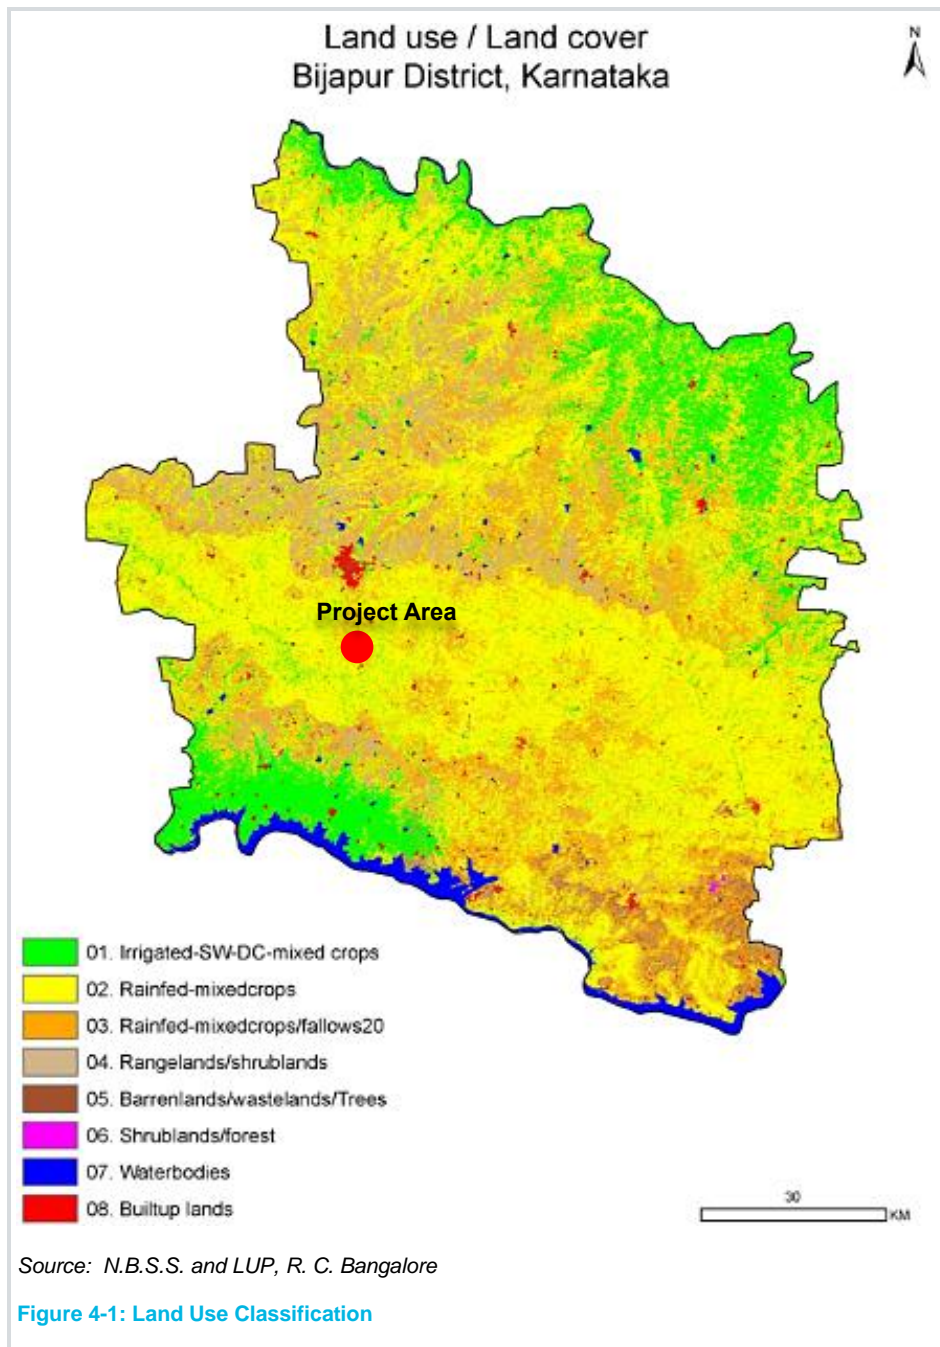 Land use / Land cover
Bijapur District, Karnataka
N
Project Area
01. Irrigated-SW-DC-mixed crops
02. Rainfed-mixedcrops
03. Rainfed-mixedcrops/fallows20
04. Rangelands/shrublands
05. Barrenlands/wastelands/Trees
06. Shrublands/forest
07. Waterbodies
08. Builtup lands
30
KM
Source: N.B.S.S. and LUP, R. C. Bangalore
Figure 4-1: Land Use Classification